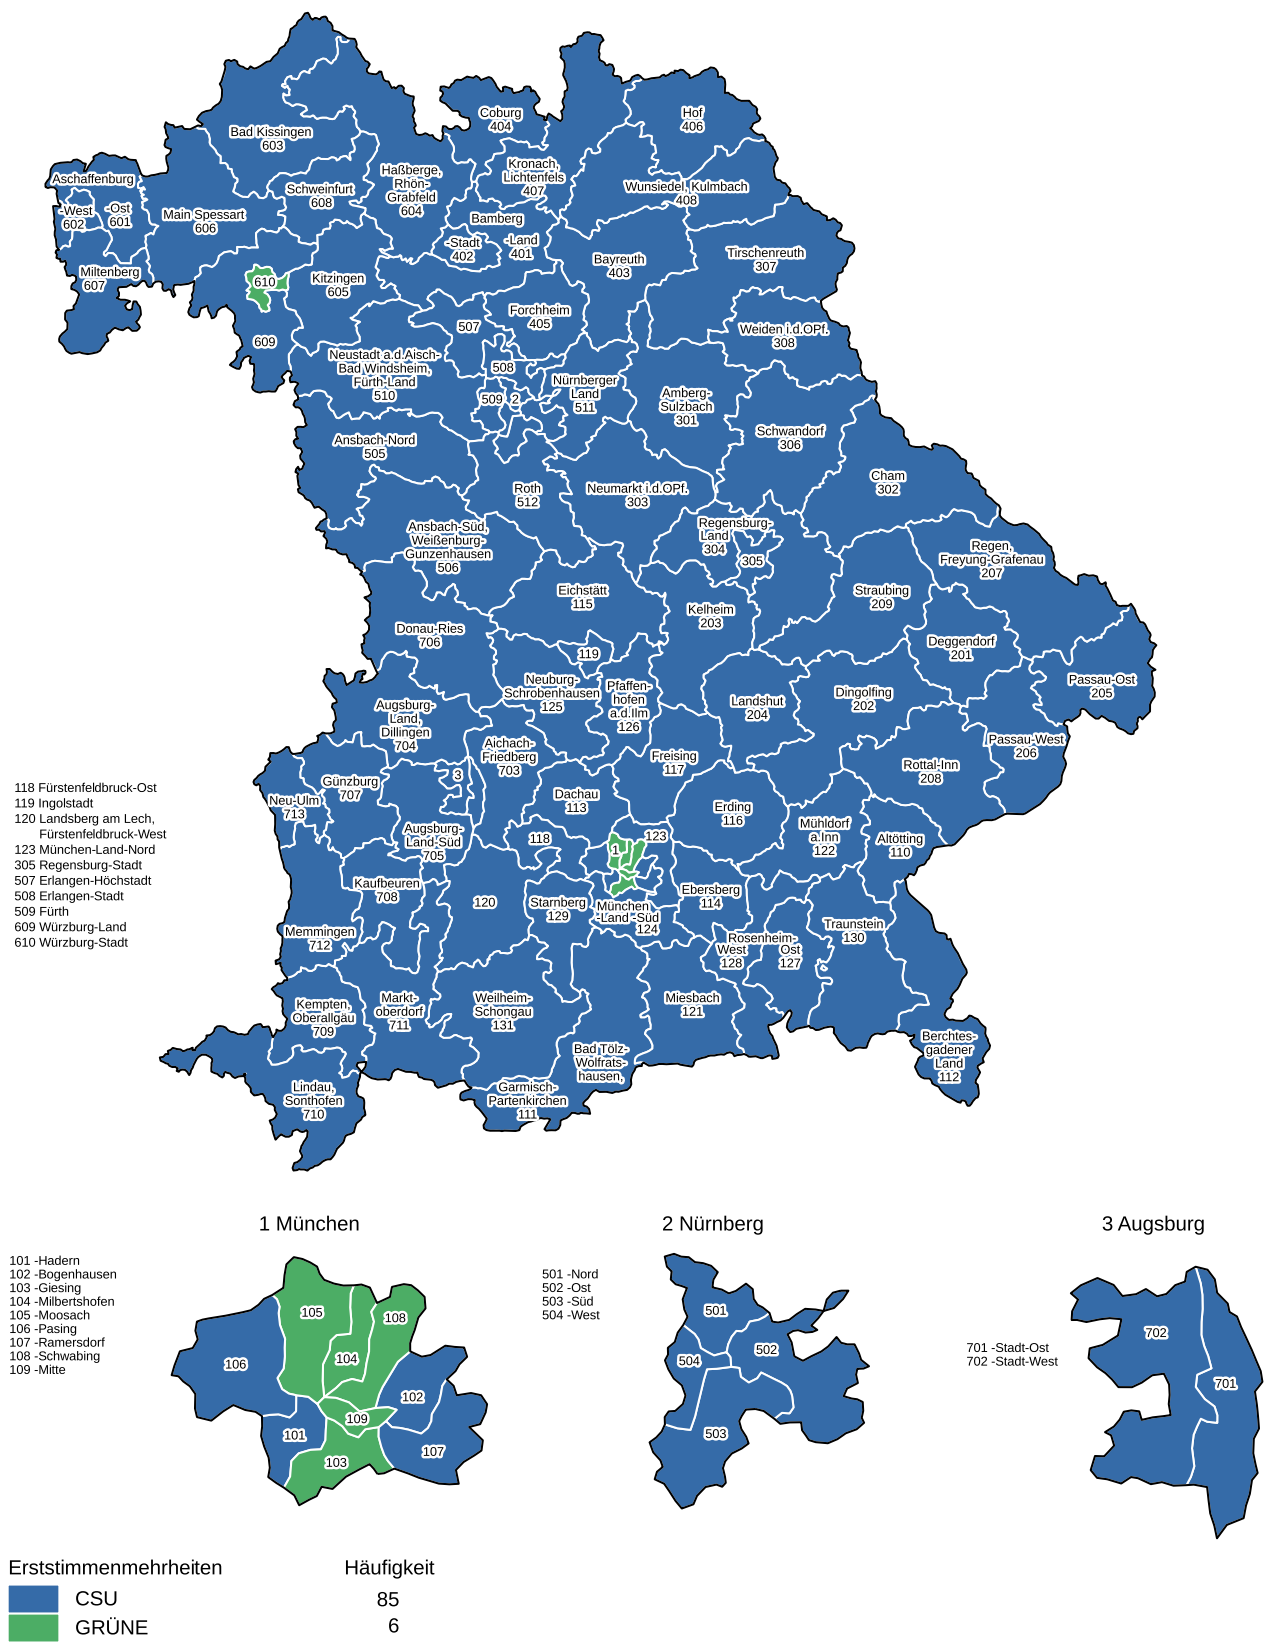 Coburg
404
Hof
406
Bad Kissingen
603
Kronach,
Lichtenfels
407
Aschaffenburg
Haßberge,
Rhön-
Grabfeld
604
Schweinfurt
608
Wunsiedel, Kulmbach
408
-West
602
-Ost
601
Main Spessart
606
Bamberg
-Stadt
402
-Land
401
Tirschenreuth
307
Bayreuth
403
Miltenberg
607
610
Kitzingen
605
Forchheim
405
507
Weiden i.d.OPf.
308
609
Neustadt a.d.Aisch-
Bad Windsheim,
Fürth-Land
510
508
Nürnberger
Land
511
509
2
Amberg-
Sulzbach
301
Schwandorf
306
Ansbach-Nord
505
Cham
302
Roth
512
Neumarkt i.d.OPf.
303
Ansbach-Süd,
Weißenburg-
Gunzenhausen
506
Regensburg-
Land
304
305
Regen,
Freyung-Grafenau
207
Eichstätt
115
Straubing
209
Kelheim
203
Donau-Ries
706
Deggendorf
201
119
Neuburg-
Schrobenhausen
125
Pfaffen-
hofen
a.d.Ilm
126
Passau-Ost
205
Landshut
204
Dingolfing
202
Augsburg-
Land,
Dillingen
704
Passau-West
206
Aichach-
Friedberg
703
Freising
117
Rottal-Inn
208
3
Günzburg
707
Dachau
113
Neu-Ulm
713
Erding
116
Mühldorf
a.Inn
122
Altötting
110
Augsburg-
Land-Süd
705
118
1
123
Kaufbeuren
708
120
Starnberg
129
Ebersberg
114
München
-Land -Süd
124
Traunstein
130
Memmingen
712
Rosenheim-
West
128
Ost
127
Kempten,
Oberallgäu
709
Markt-
oberdorf
711
Weilheim-
Schongau
131
Miesbach
121
Bad Tölz-
Wolfrats-
hausen,
Garmisch-
Partenkirchen
111
Berchtes-
gadener
Land
112
Lindau,
Sonthofen
710
118 Fürstenfeldbruck-Ost
119 Ingolstadt
120 Landsberg am Lech,
Fürstenfeldbruck-West
123 München-Land-Nord
305 Regensburg-Stadt
507 Erlangen-Höchstadt
508 Erlangen-Stadt
509 Fürth
609 Würzburg-Land
610 Würzburg-Stadt
1 München
101 -Hadern
102 -Bogenhausen
103 -Giesing
104 -Milbertshofen
105 -Moosach
106 -Pasing
107 -Ramersdorf
108 -Schwabing
109 -Mitte
105
108
106
104
102
109
101
107
103
2 Nürnberg
501 -Nord
502 -Ost
503 -Süd
504 -West
501
502
504
503
3 Augsburg
701 -Stadt-Ost
702 -Stadt-West
702
701
Erststimmenmehrheiten Häufigkeit
CSU 85
GRÜNE 6